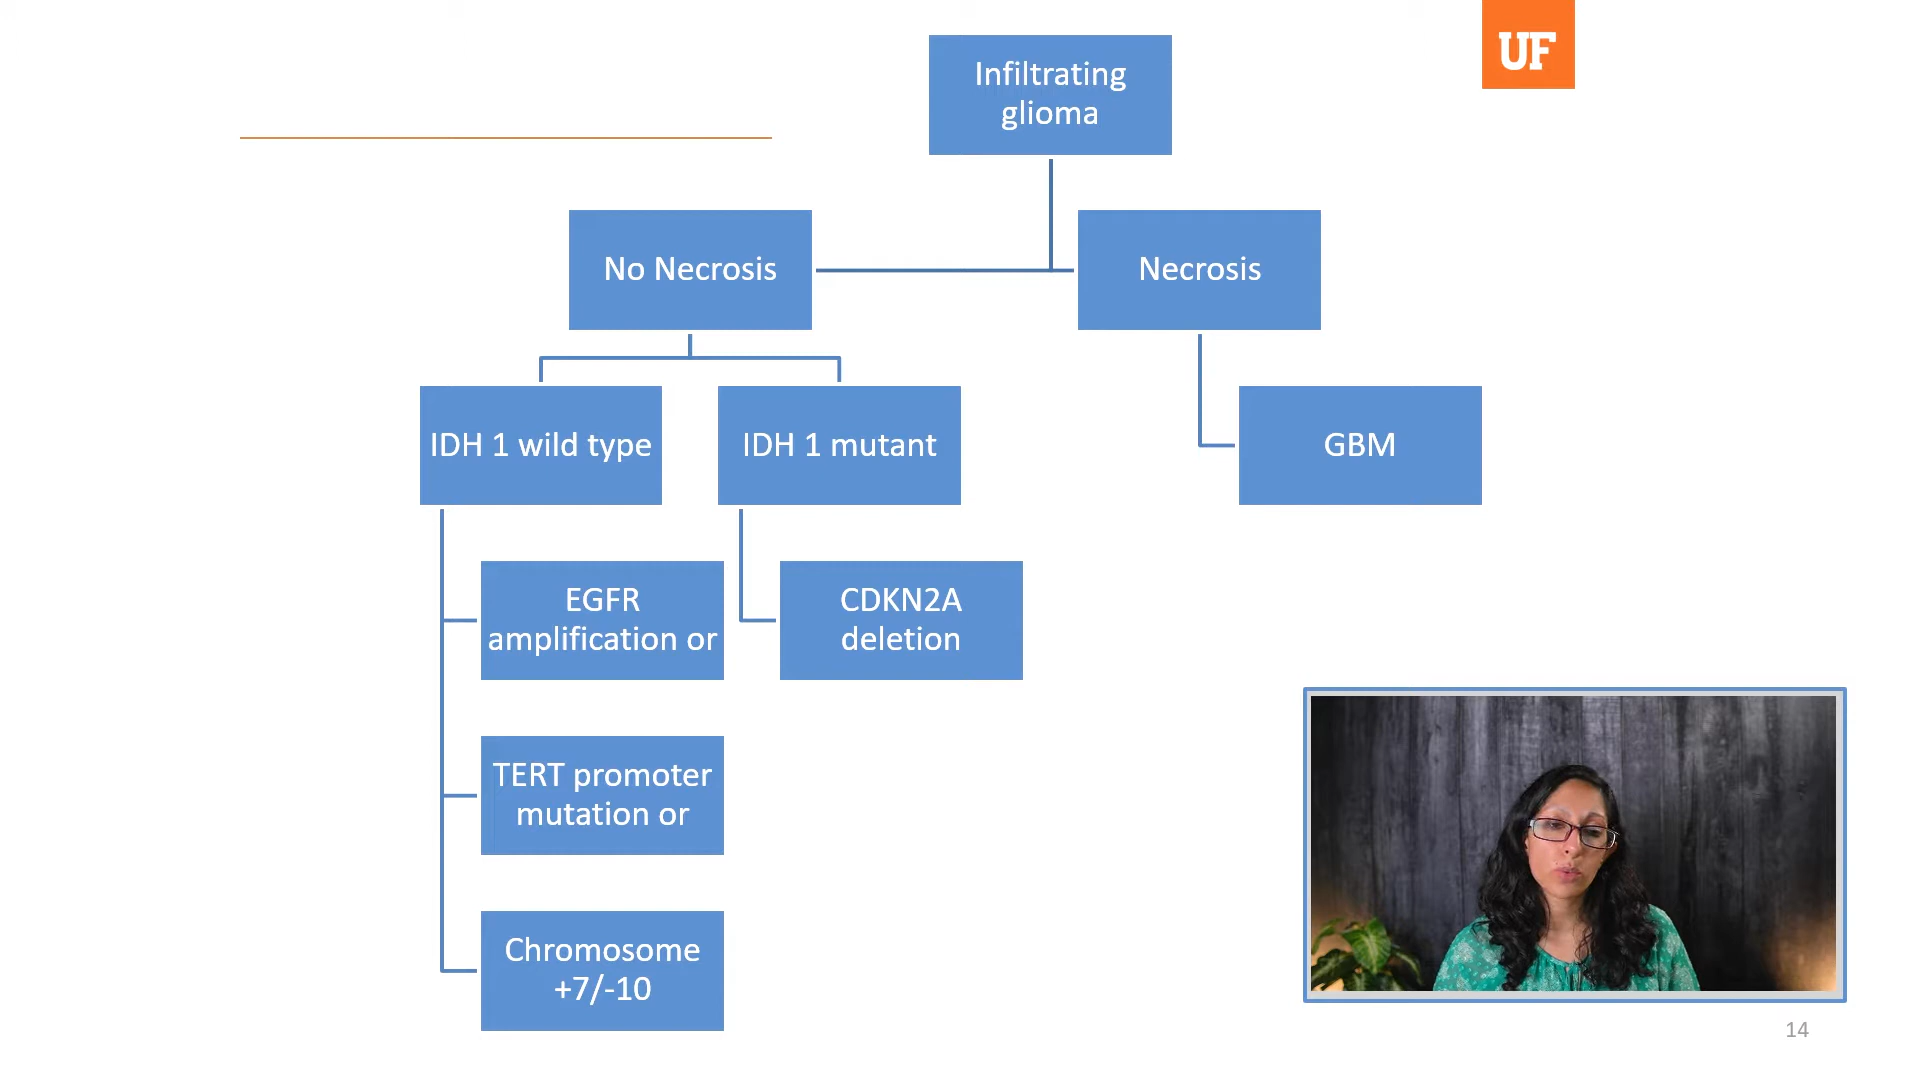 UF
Infiltrating
glioma
No Necrosis
Necrosis
IDH 1 wild type
IDH 1 mutant
GBM
EGFR
amplification or
CDKN2A
deletion
TERT promoter
mutation or
Chromosome
+7/-10
14